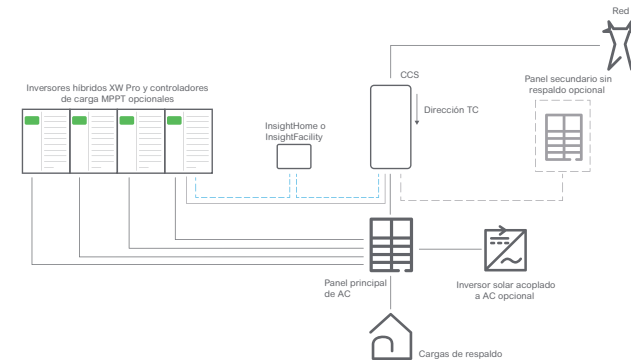 Red
CCS
Panel secundario sin
respaldo opcional
Inversores híbridos XW Pro y controladores
de carga MPPT opcionales
Dirección TC
InsightHome o
InsightFacility
Panel principal
de AC
Inversor solar acoplado
a AC opcional
Cargas de respaldo